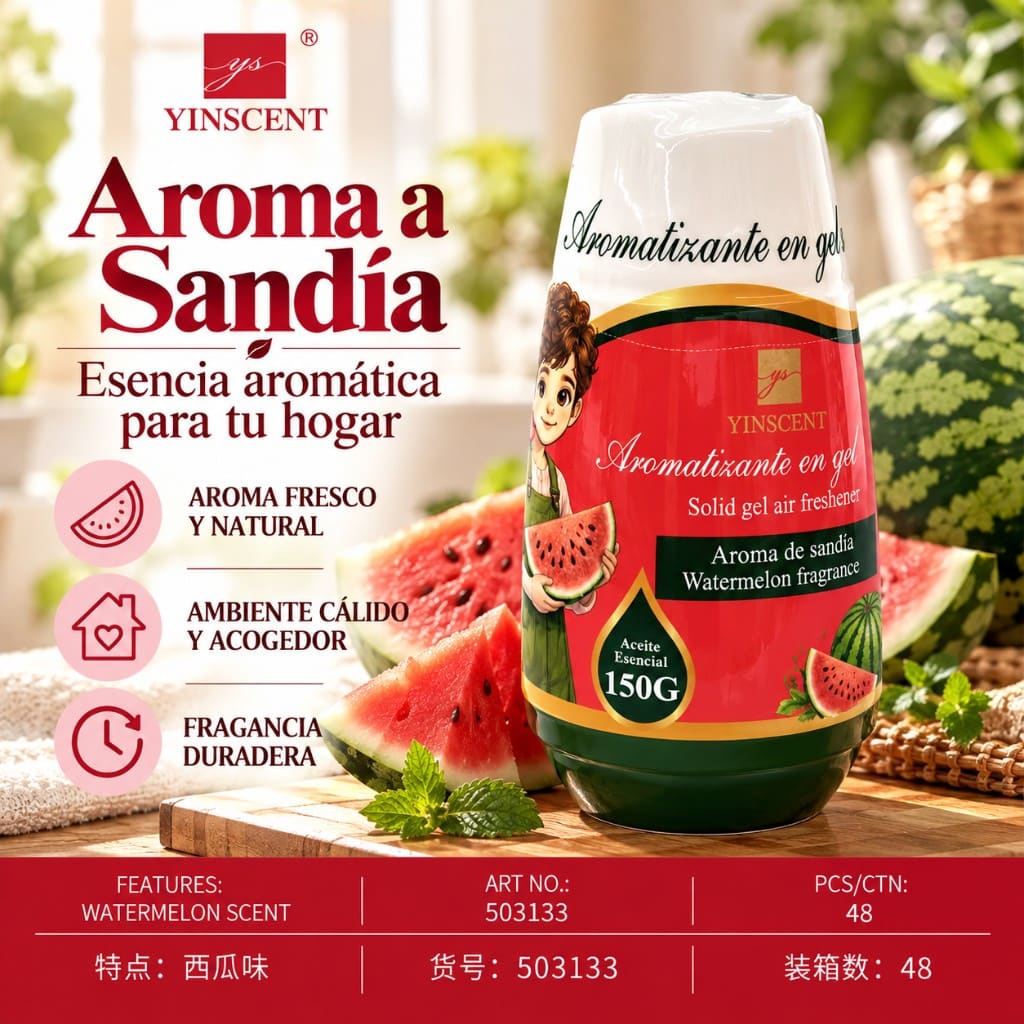 ys
®
YINSCENT
Aroma a
Sandía
Esencia aromática
para tu hogar
AROMA FRESCO
Y NATURAL
AMBIENTE CÁLIDO
Y ACOGEDOR
FRAGANCIA
DURADERA
Aromatizante en gel
ys
YINSCENT
Aromatizante en gel
Solid gel air freshener
Aroma de sandía
Watermelon fragrance
Aceite
Esencial
150G
FEATURES:
WATERMELON SCENT
ART NO.:
503133
PCS/CTN:
48
特点：西瓜味
货号：503133
装箱数：48